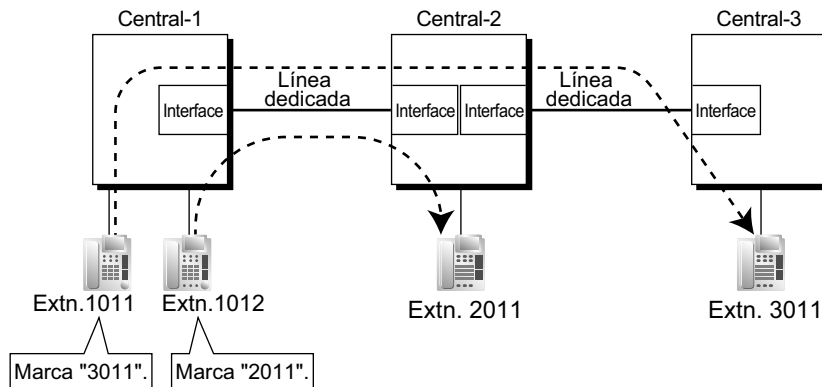 Central-1
Central-2
Central-3
Línea
dedicada
Línea
dedicada
Interface
Interface
Interface
Interface
Extn.1011
Extn.1012
Extn. 2011
Extn. 3011
Marca "3011".
Marca "2011".